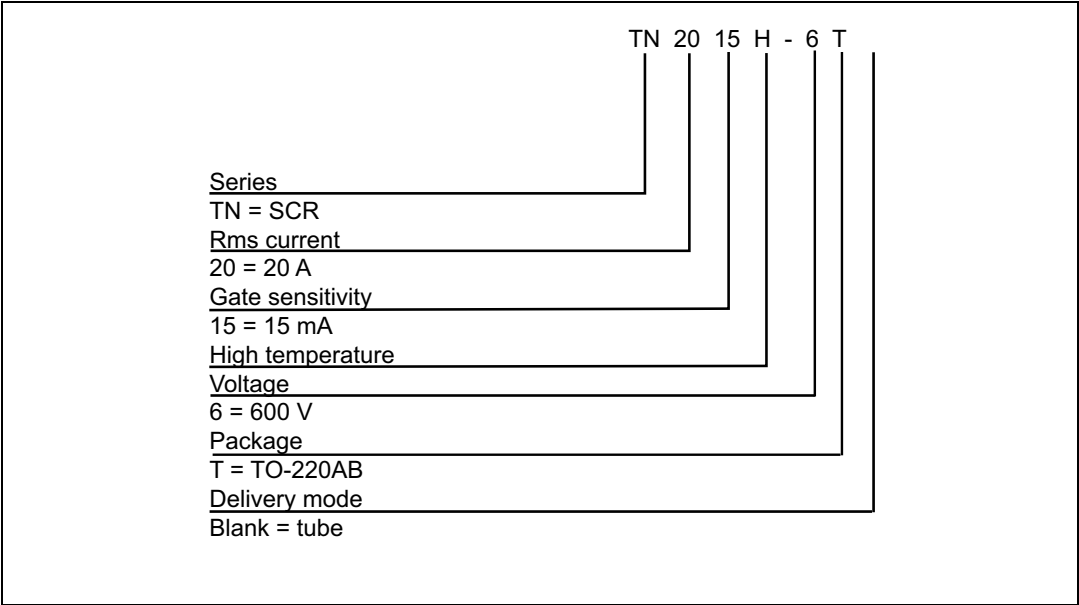 TN 20 15 H - 6 T
Series
TN = SCR
Rms current
20 = 20 A
Gate sensitivity
15 = 15 mA
High temperature
Voltage
6 = 600 V
Package
T = TO-220AB
Delivery mode
Blank = tube